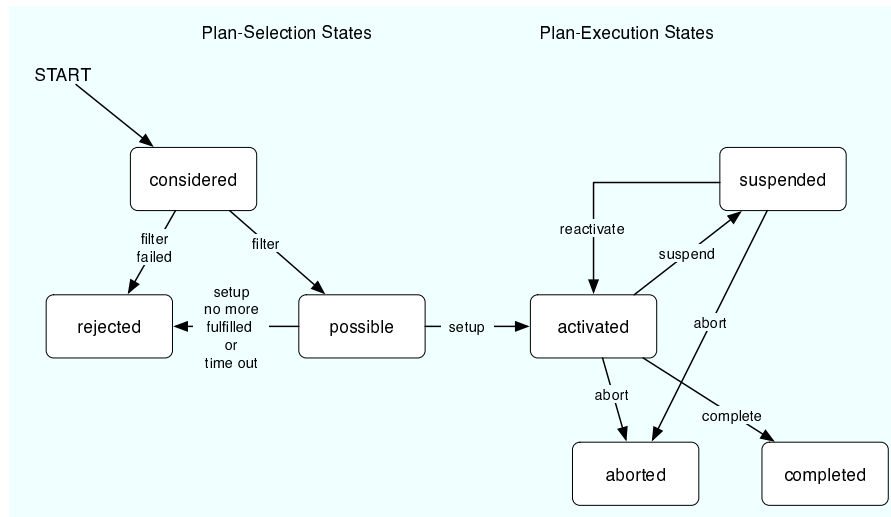 Plan-Selection States
Plan-Execution States
START
considered
suspended
filter
failed
filter
reactivate
suspend
rejected
setup
no more
fulfilled
or
time out
possible
setup
activated
abort
abort
complete
aborted
completed